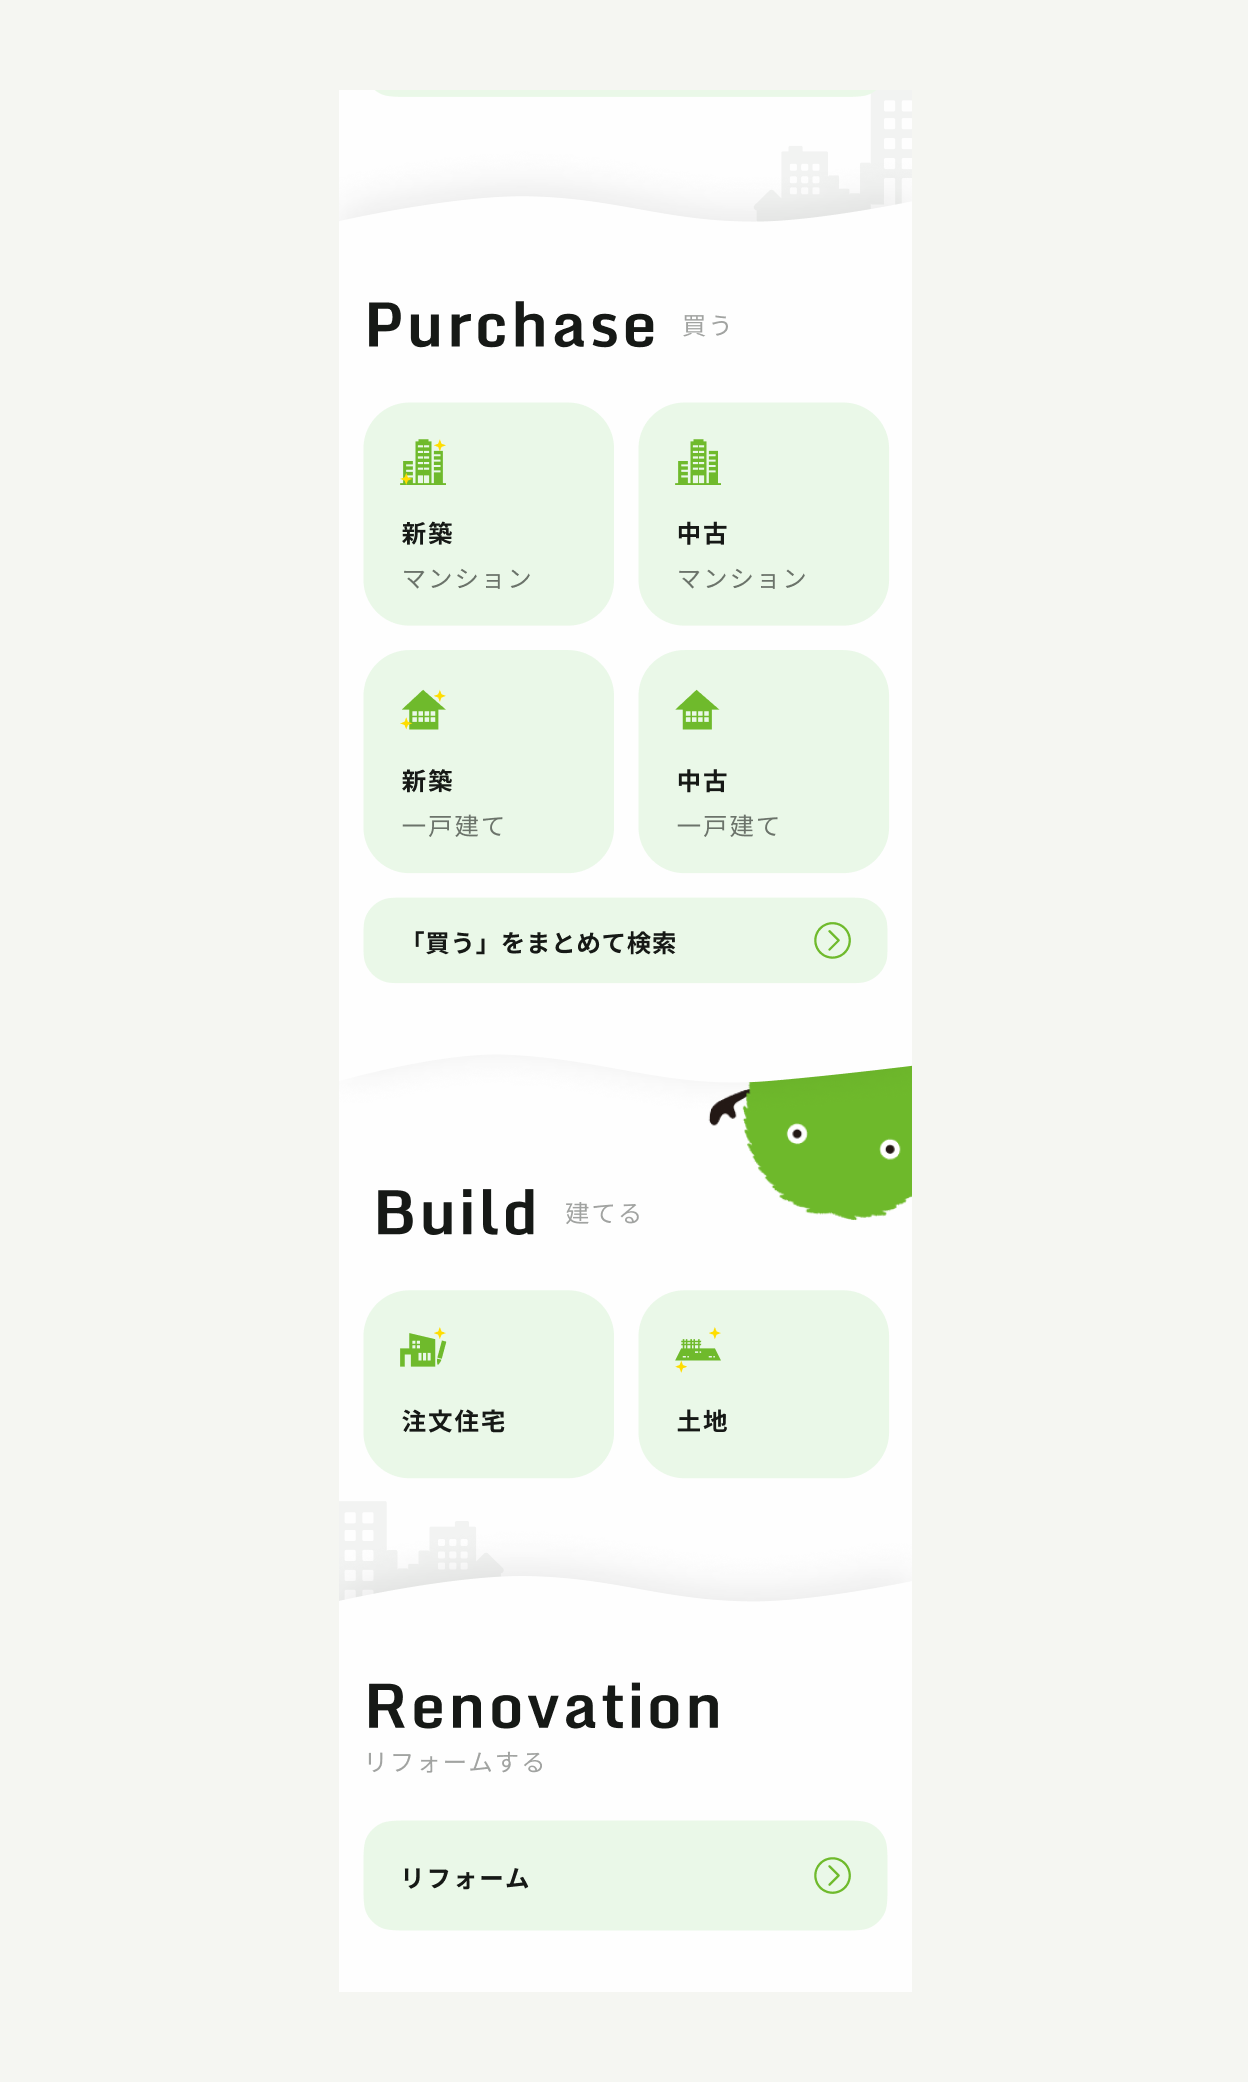 Purchase 買う
新築
マンション
中古
マンション
新築
一戸建て
中古
一戸建て
「買う」をまとめて検索
Build 建てる
注文住宅
土地
Renovation
リフォームする
リフォーム